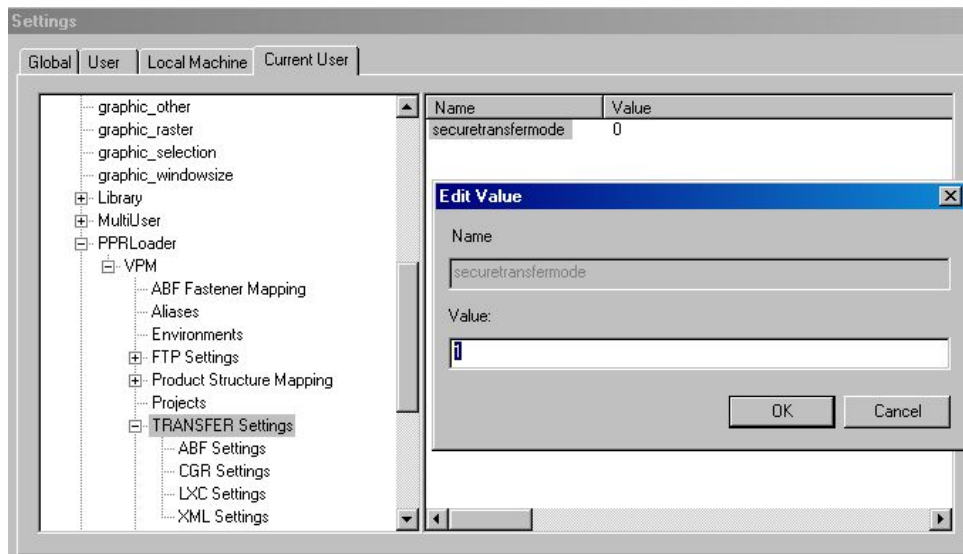 Settings
Global User Local Machine Current User
graphic_other
graphic_raster
graphic_selection
graphic_windowsize
Library
MultiUser
PPRLoader
VPM
ABF Fastener Mapping
Aliases
Environments
FTP Settings
Product Structure Mapping
Projects
TRANSFER Settings
ABF Settings
CGR Settings
LXC Settings
XML Settings
Name Value
securetransfermode 0
Edit Value
Name
securetransfermode
Value:
1
OK Cancel